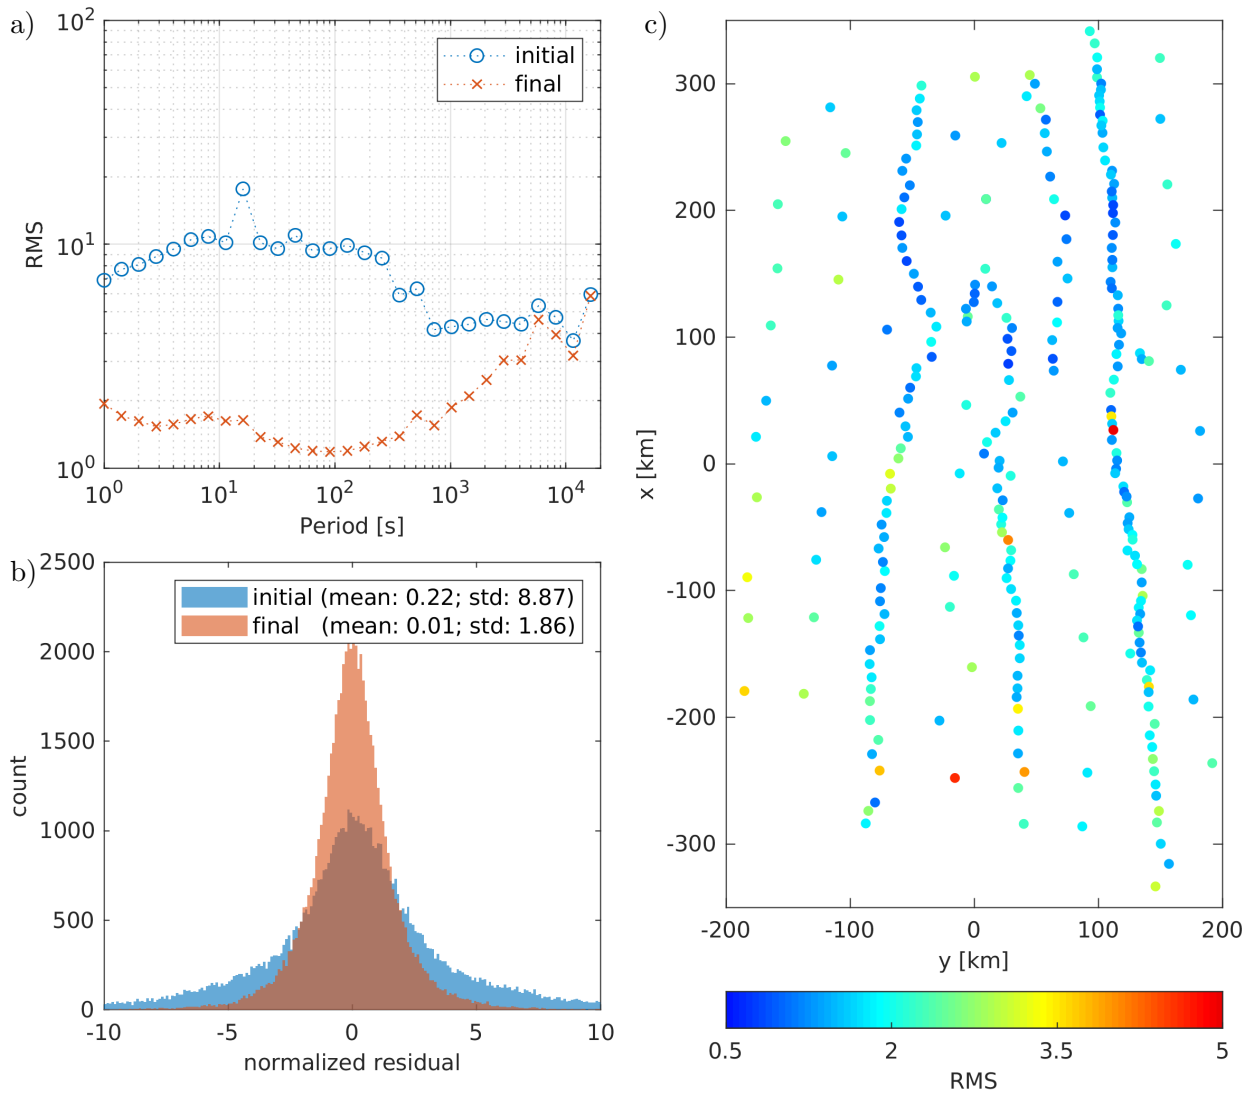 a)
10^2
10^1
10^0
RMS
initial
final
10^0 10^1 10^2 10^3 10^4
Period [s]
b)
2500
2000
1500
1000
500
0
count
initial (mean: 0.22; std: 8.87)
final (mean: 0.01; std: 1.86)
-10 -5 0 5 10
normalized residual
c)
300
200
100
0
-100
-200
-300
x [km]
-200 -100 0 100 200
y [km]
0.5 2 3.5 5
RMS